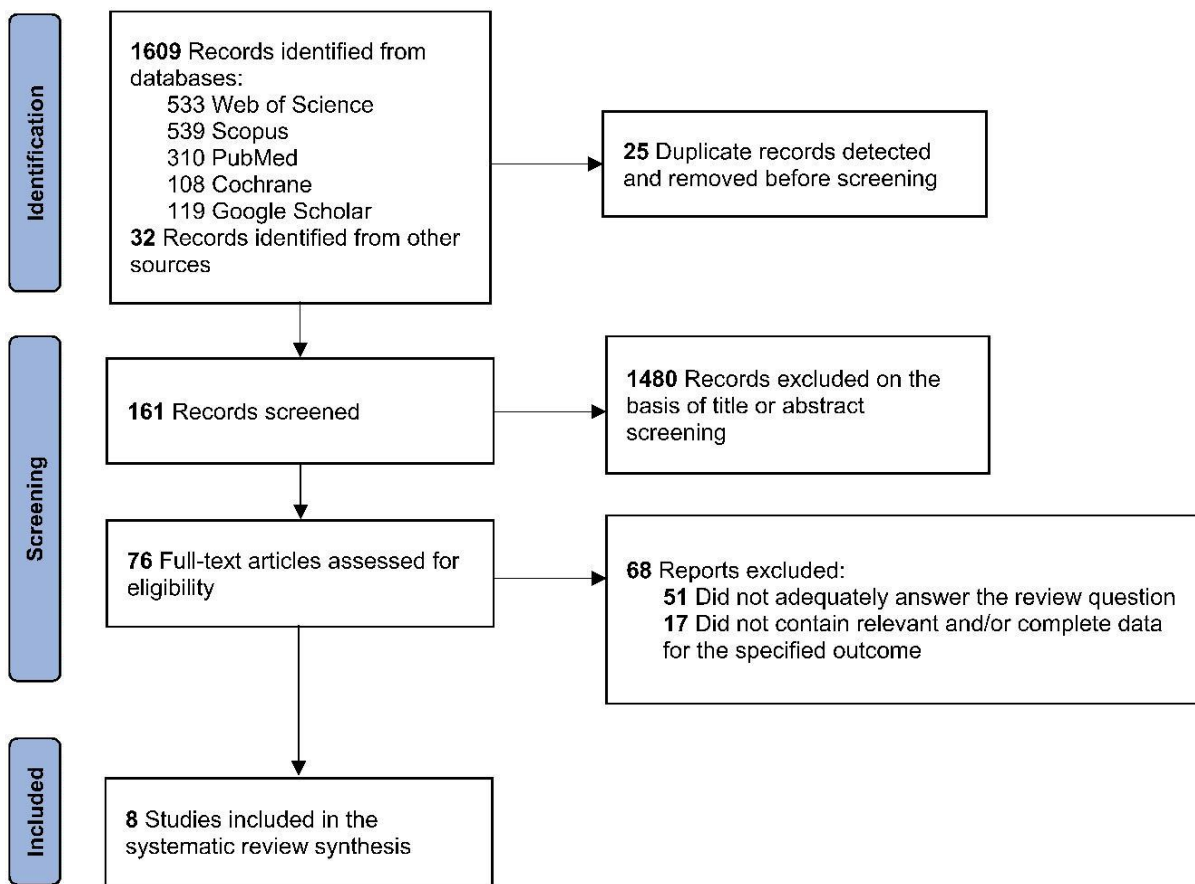 Identification
1609 Records identified from
databases:
533 Web of Science
539 Scopus
310 PubMed
108 Cochrane
119 Google Scholar
32 Records identified from other
sources
25 Duplicate records detected
and removed before screening
Screening
161 Records screened
1480 Records excluded on the
basis of title or abstract
screening
76 Full-text articles assessed for
eligibility
68 Reports excluded:
51 Did not adequately answer the review question
17 Did not contain relevant and/or complete data
for the specified outcome
Included
8 Studies included in the
systematic review synthesis